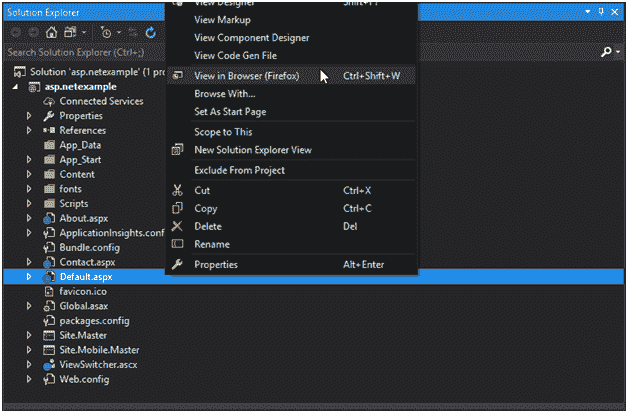 Solution Explorer
View Designer Shift+F7
View Markup
View Component Designer
View Code Gen File
View in Browser (Firefox) Ctrl+Shift+W
Browse With...
Set As Start Page
Scope to This
New Solution Explorer View
Exclude From Project
Cut Ctrl+X
Copy Ctrl+C
Delete Del
Rename
Properties Alt+Enter
Search Solution Explorer (Ctrl+;)
Solution 'asp.netexample' (1 pro
asp.netexample
Connected Services
Properties
References
App_Data
App_Start
Content
fonts
Scripts
About.aspx
ApplicationInsights.conf
Bundle.config
Contact.aspx
Default.aspx
favicon.ico
Global.asax
packages.config
Site.Master
Site.Mobile.Master
ViewSwitcher.ascx
Web.config